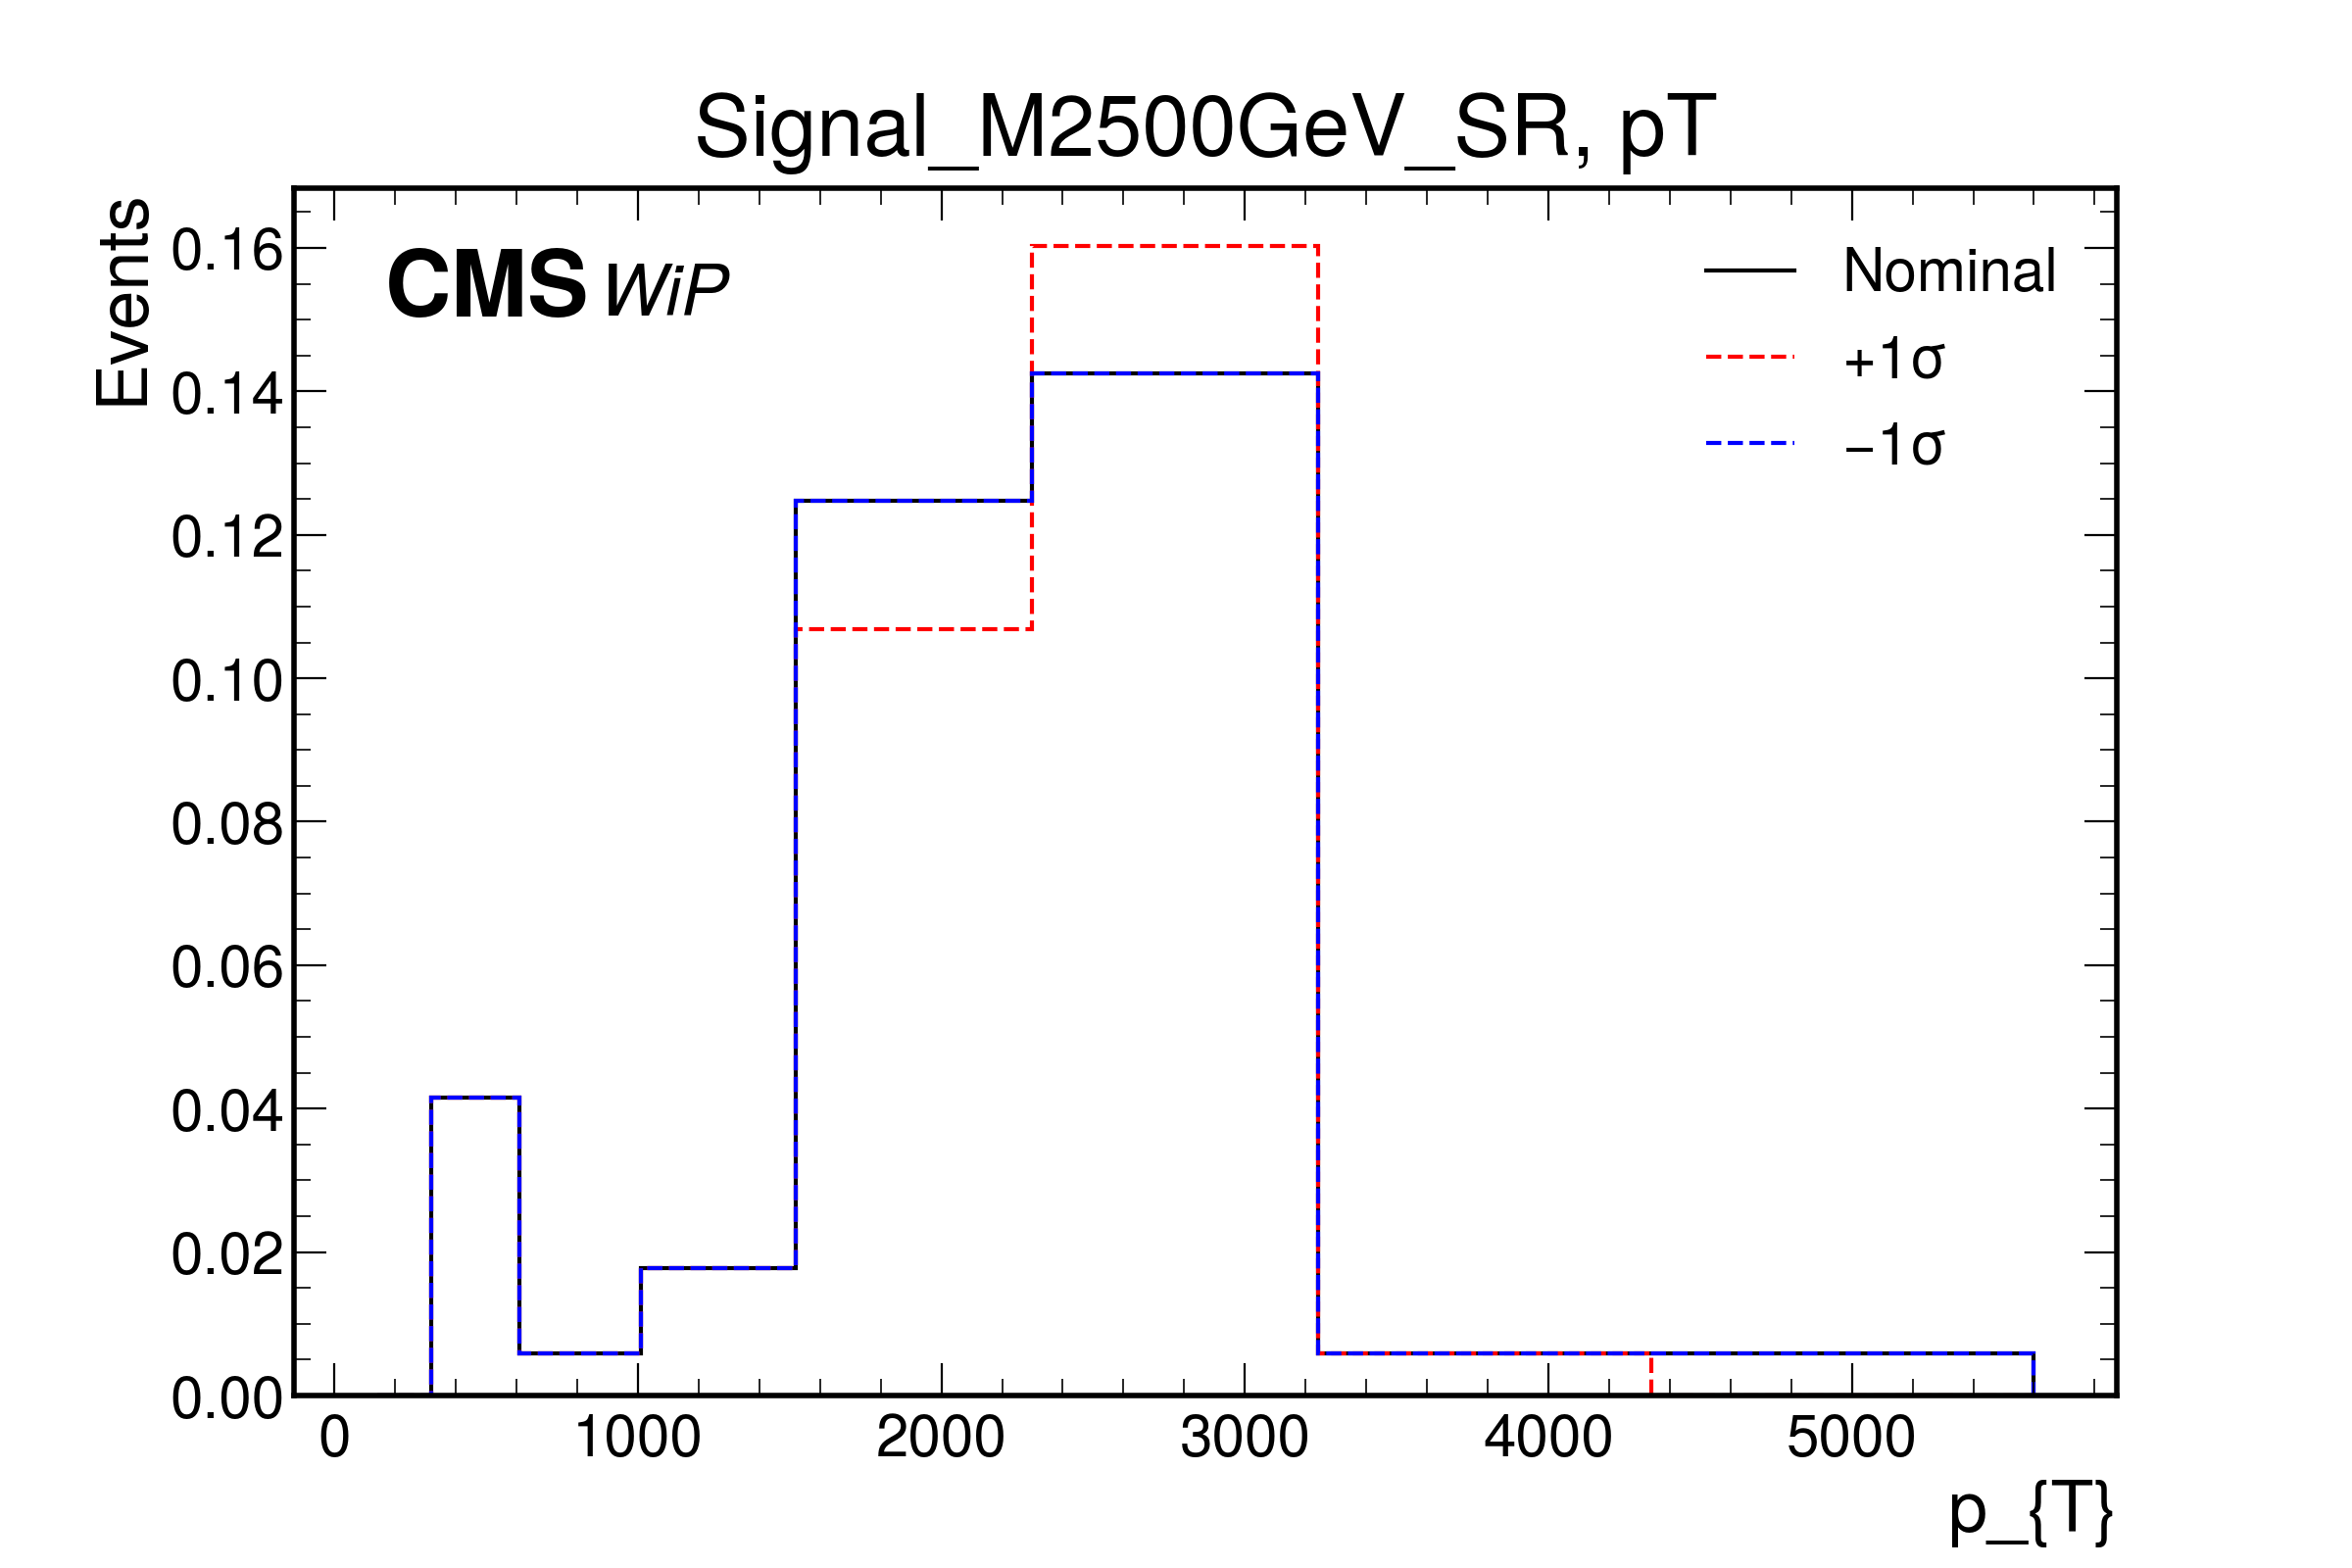 Signal_M2500GeV_SR, pT
Events
CMS WiP
Nominal
+1σ
−1σ
0.16
0.14
0.12
0.10
0.08
0.06
0.04
0.02
0.00
0 1000 2000 3000 4000 5000
p_{T}